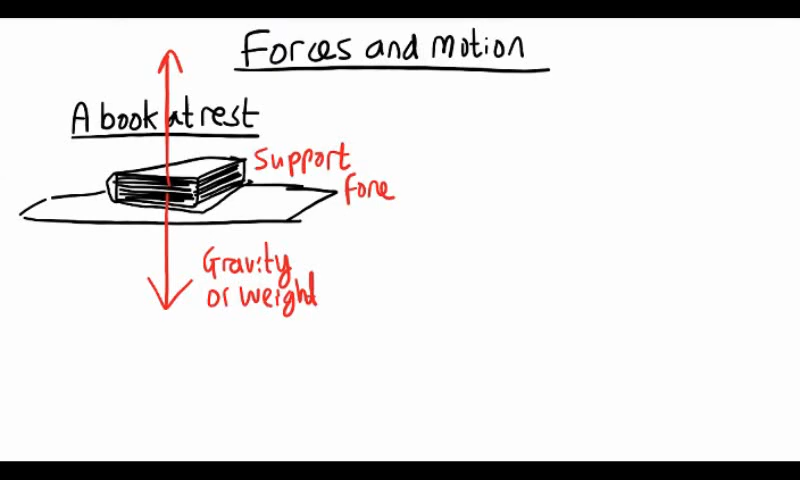 Forces and motion
A book at rest
Support
force
Gravity
or weight